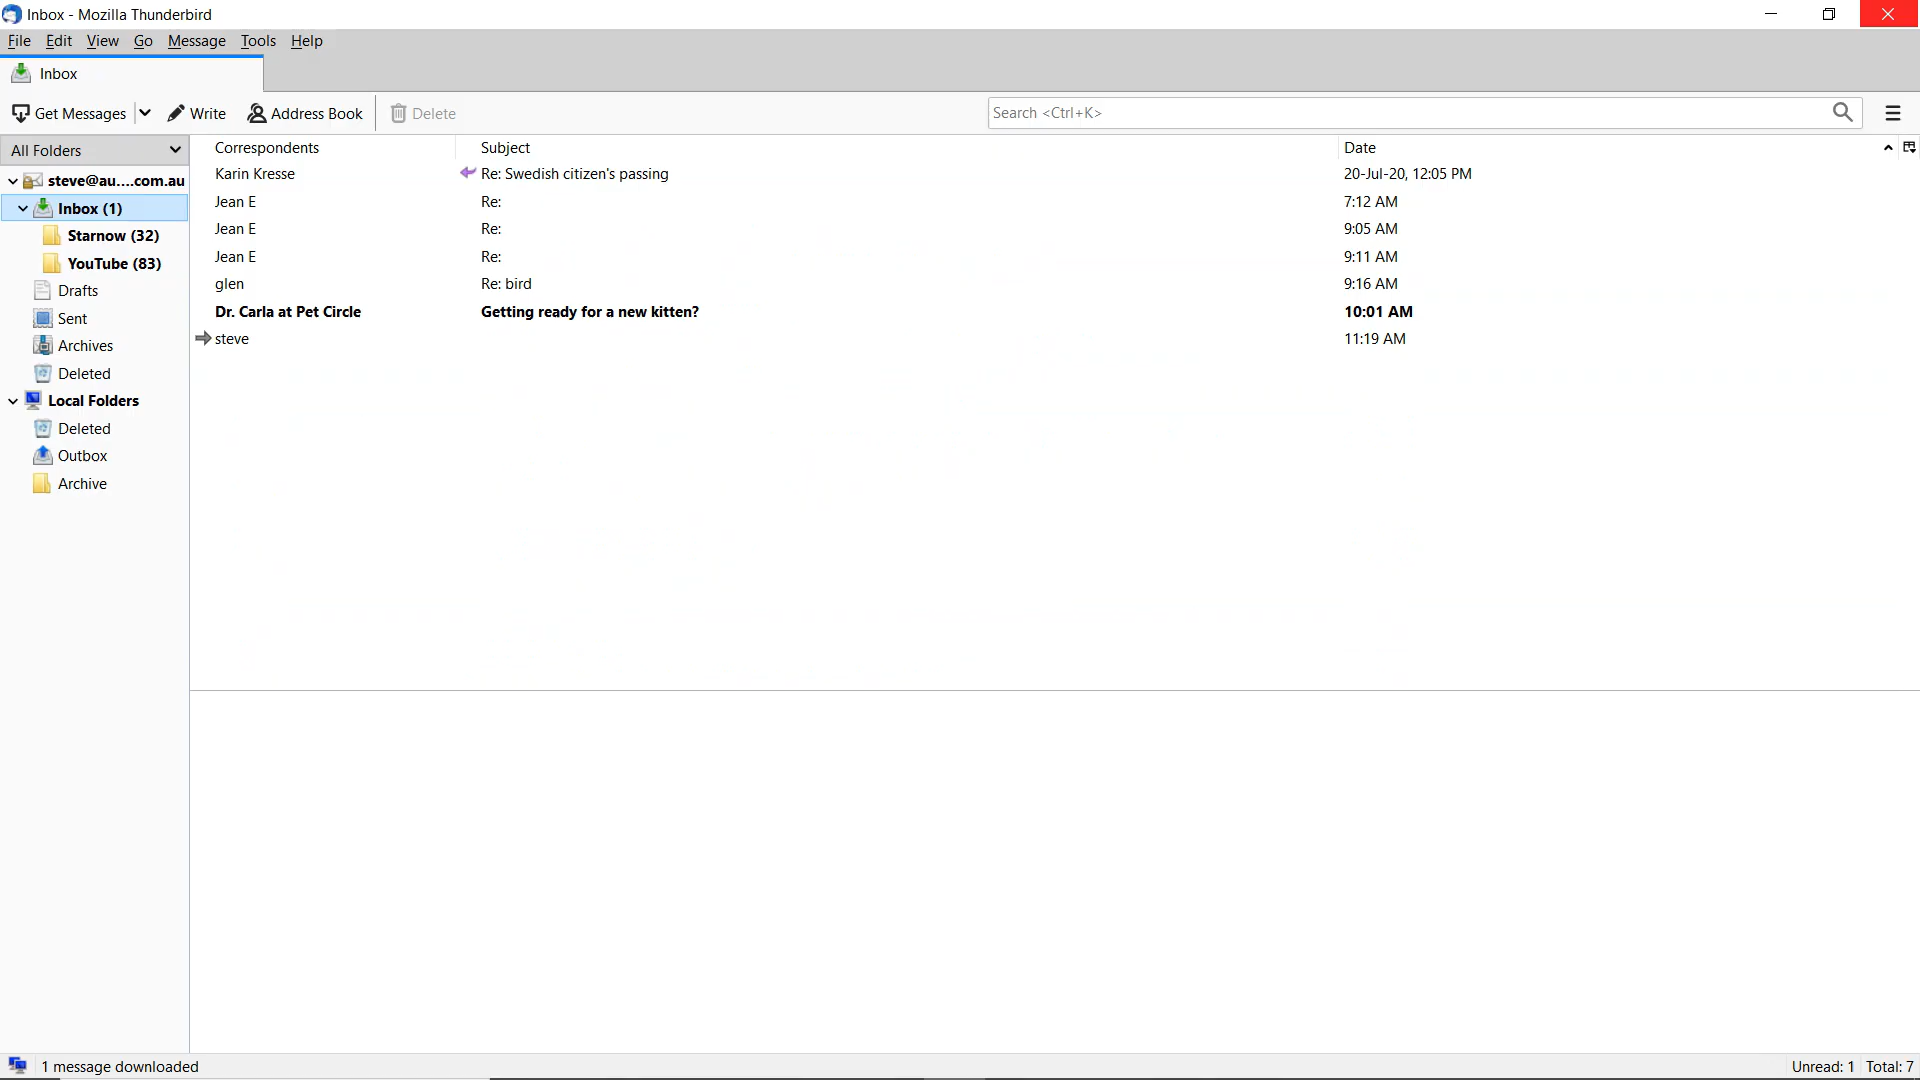 Inbox - Mozilla Thunderbird
File Edit View Go Message Tools Help
Inbox
Get Messages Write Address Book Delete Search <Ctrl+K>
All Folders
steve@au....com.au
Inbox (1)
Starnow (32)
YouTube (83)
Drafts
Sent
Archives
Deleted
Local Folders
Deleted
Outbox
Archive
Correspondents Subject Date
Karin Kresse Re: Swedish citizen's passing 20-Jul-20, 12:05 PM
Jean E Re: 7:12 AM
Jean E Re: 9:05 AM
Jean E Re: 9:11 AM
glen Re: bird 9:16 AM
Dr. Carla at Pet Circle Getting ready for a new kitten? 10:01 AM
steve 11:19 AM
1 message downloaded Unread: 1 Total: 7